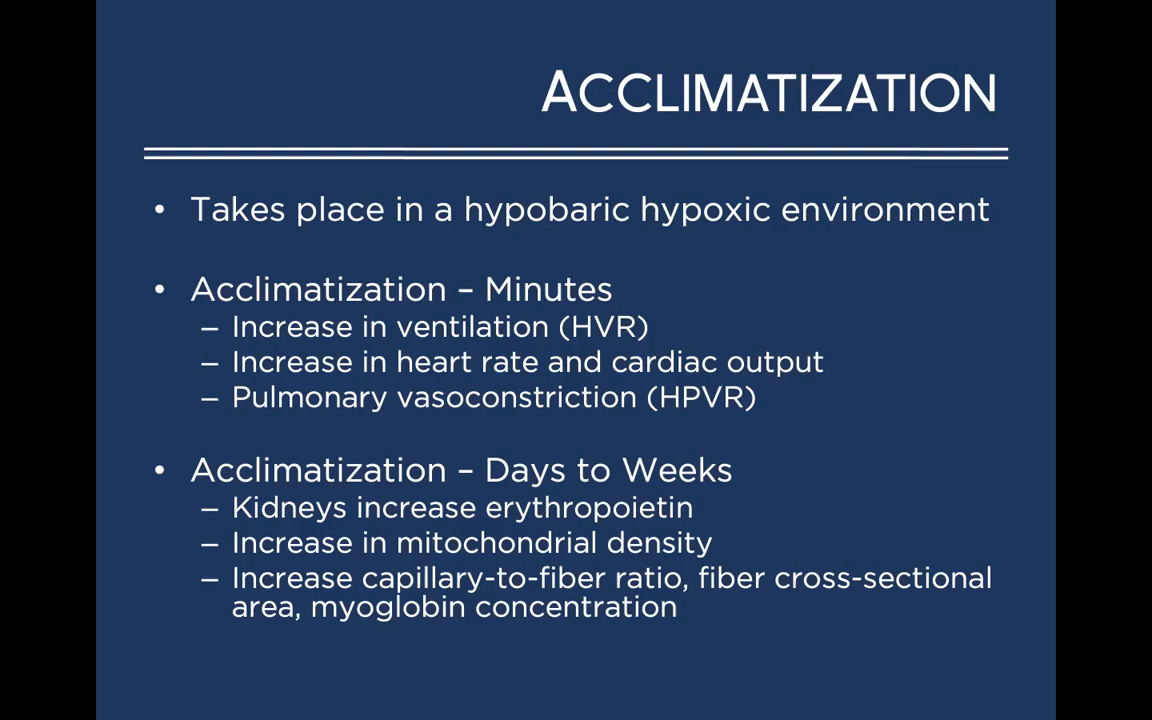 ACCLIMATIZATION
• Takes place in a hypobaric hypoxic environment
• Acclimatization – Minutes
– Increase in ventilation (HVR)
– Increase in heart rate and cardiac output
– Pulmonary vasoconstriction (HPVR)
• Acclimatization – Days to Weeks
– Kidneys increase erythropoietin
– Increase in mitochondrial density
– Increase capillary-to-fiber ratio, fiber cross-sectional
area, myoglobin concentration